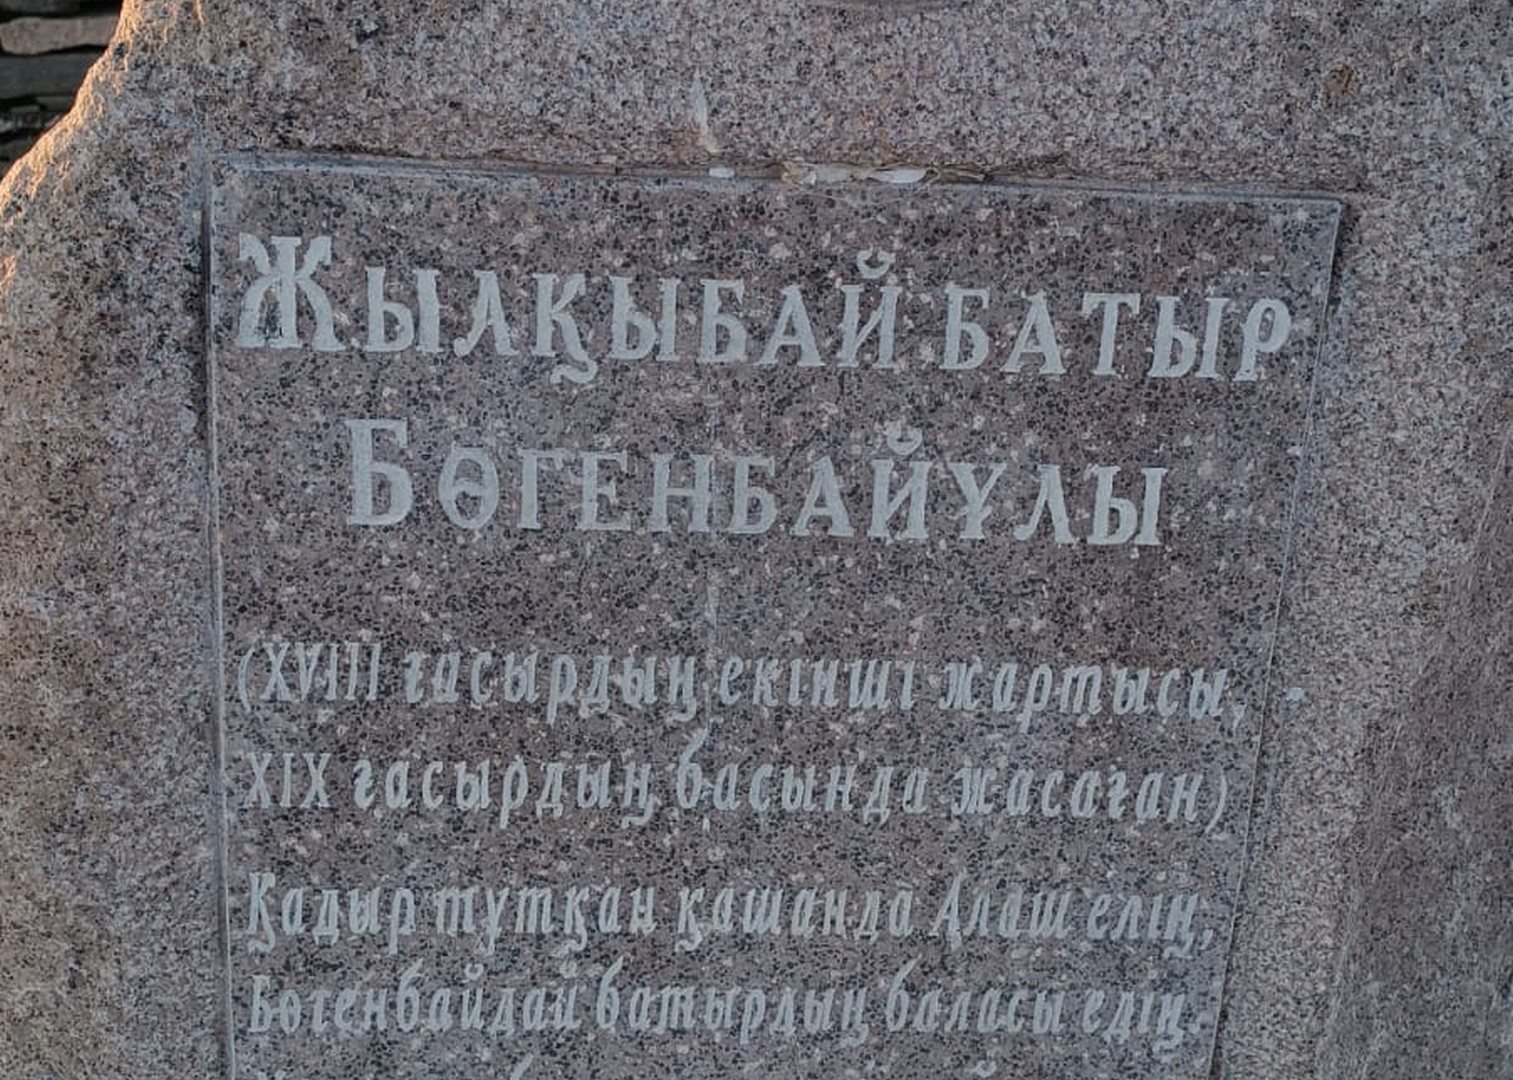 Жылқыбай батыр
Бөгенбайұлы
(XVIII ғасырдың екінші жартысы,
XIX ғасырдың басында жасаған)
Қадыр тұтқан қашанда Алаш елің,
Бөгенбайдай батырдың баласы едің.